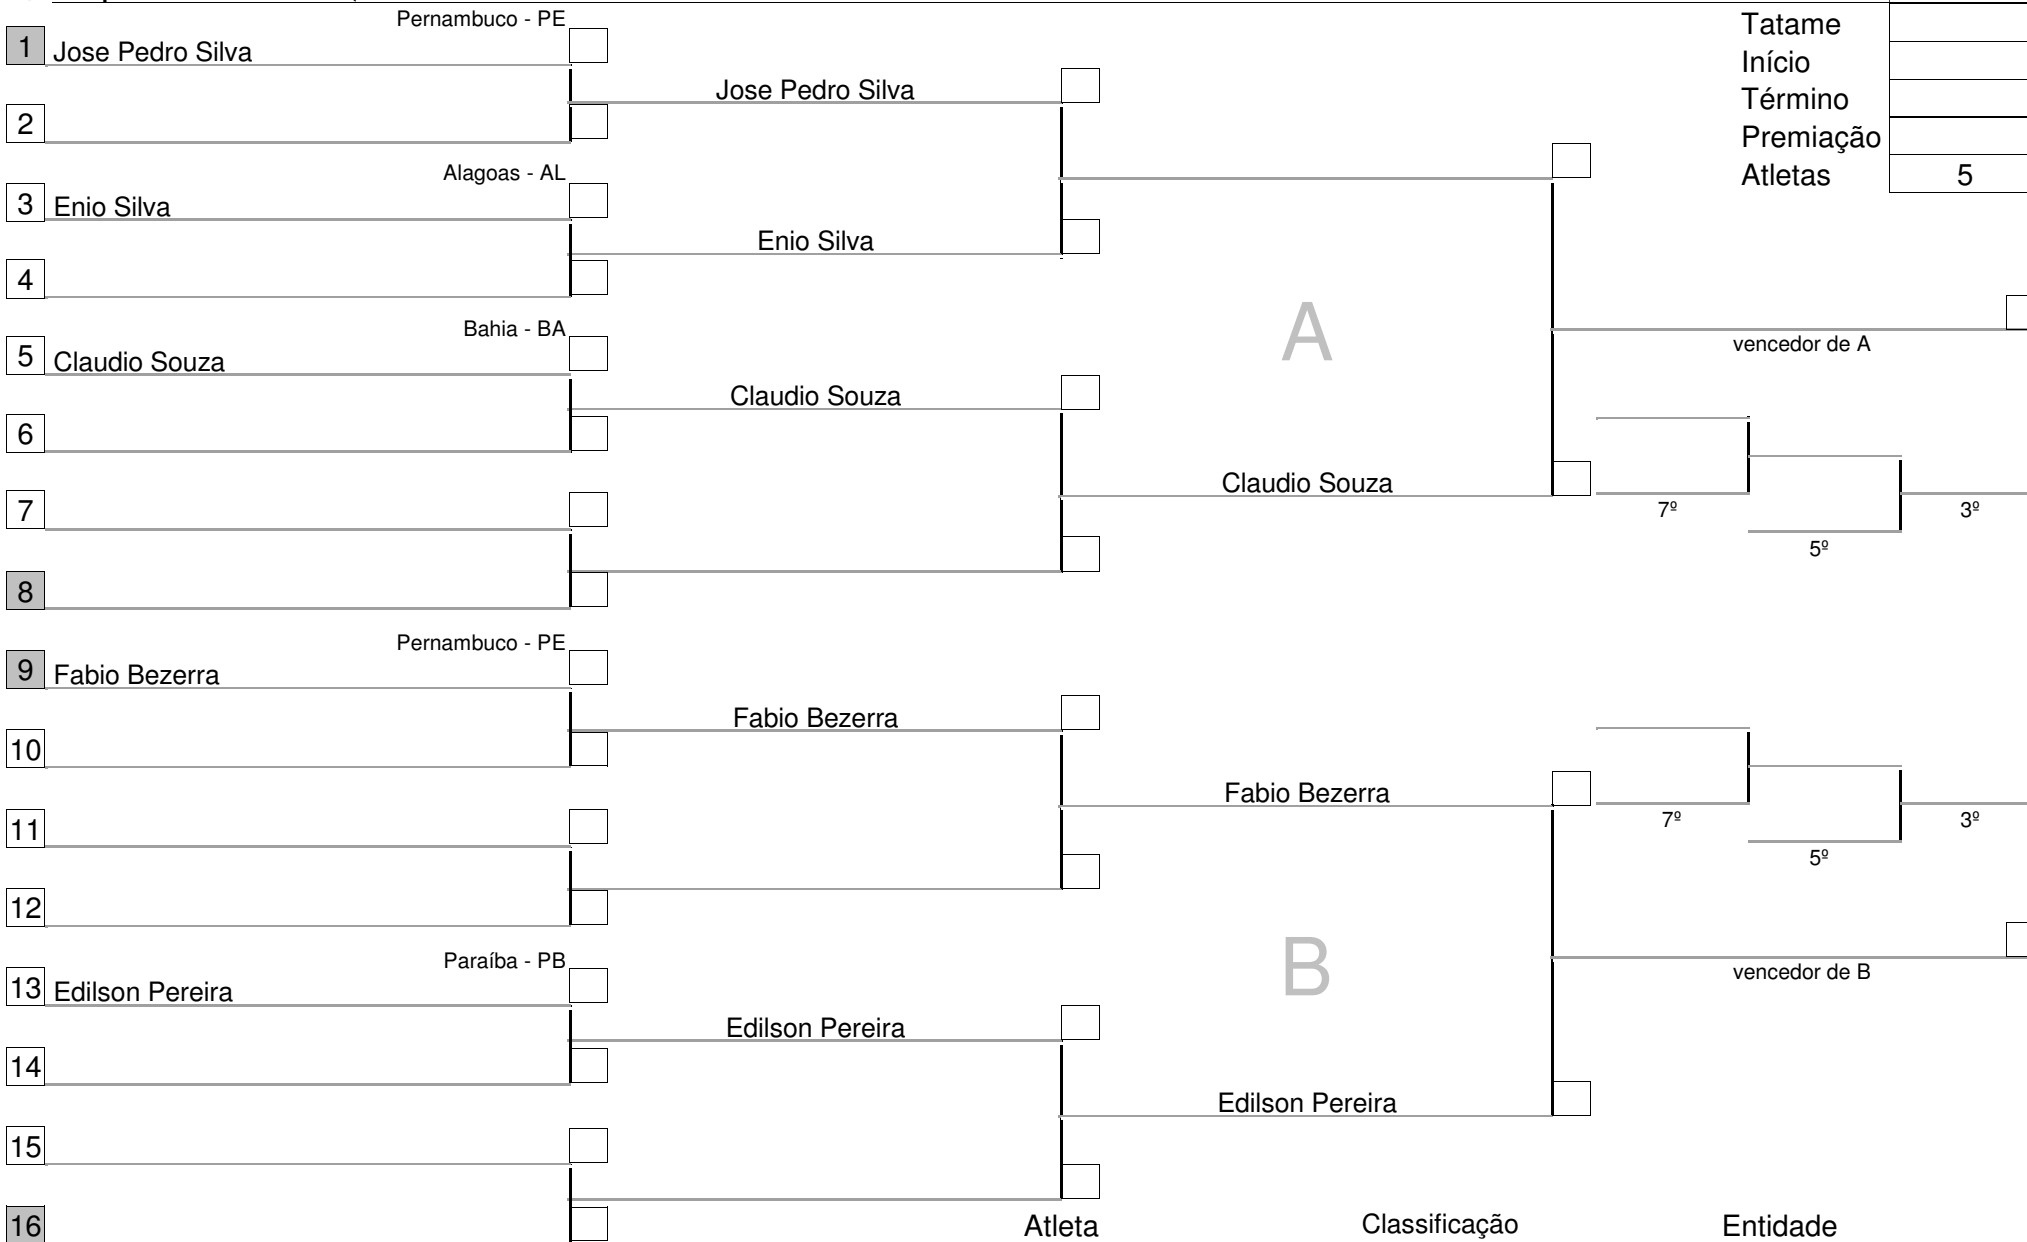 Pernambuco - PE
1 Jose Pedro Silva
Tatame
Início
Jose Pedro Silva
Término
2
Premiação
Alagoas - AL
Atletas 5
3 Enio Silva
Enio Silva
4
Bahia - BA
A
vencedor de A
5 Claudio Souza
Claudio Souza
6
Claudio Souza
7
7º
3º
5º
8
Pernambuco - PE
9 Fabio Bezerra
Fabio Bezerra
10
Fabio Bezerra
11
7º
3º
5º
12
Paraíba - PB
B
vencedor de B
13 Edilson Pereira
Edilson Pereira
14
Edilson Pereira
15
16
Atleta Classificação Entidade